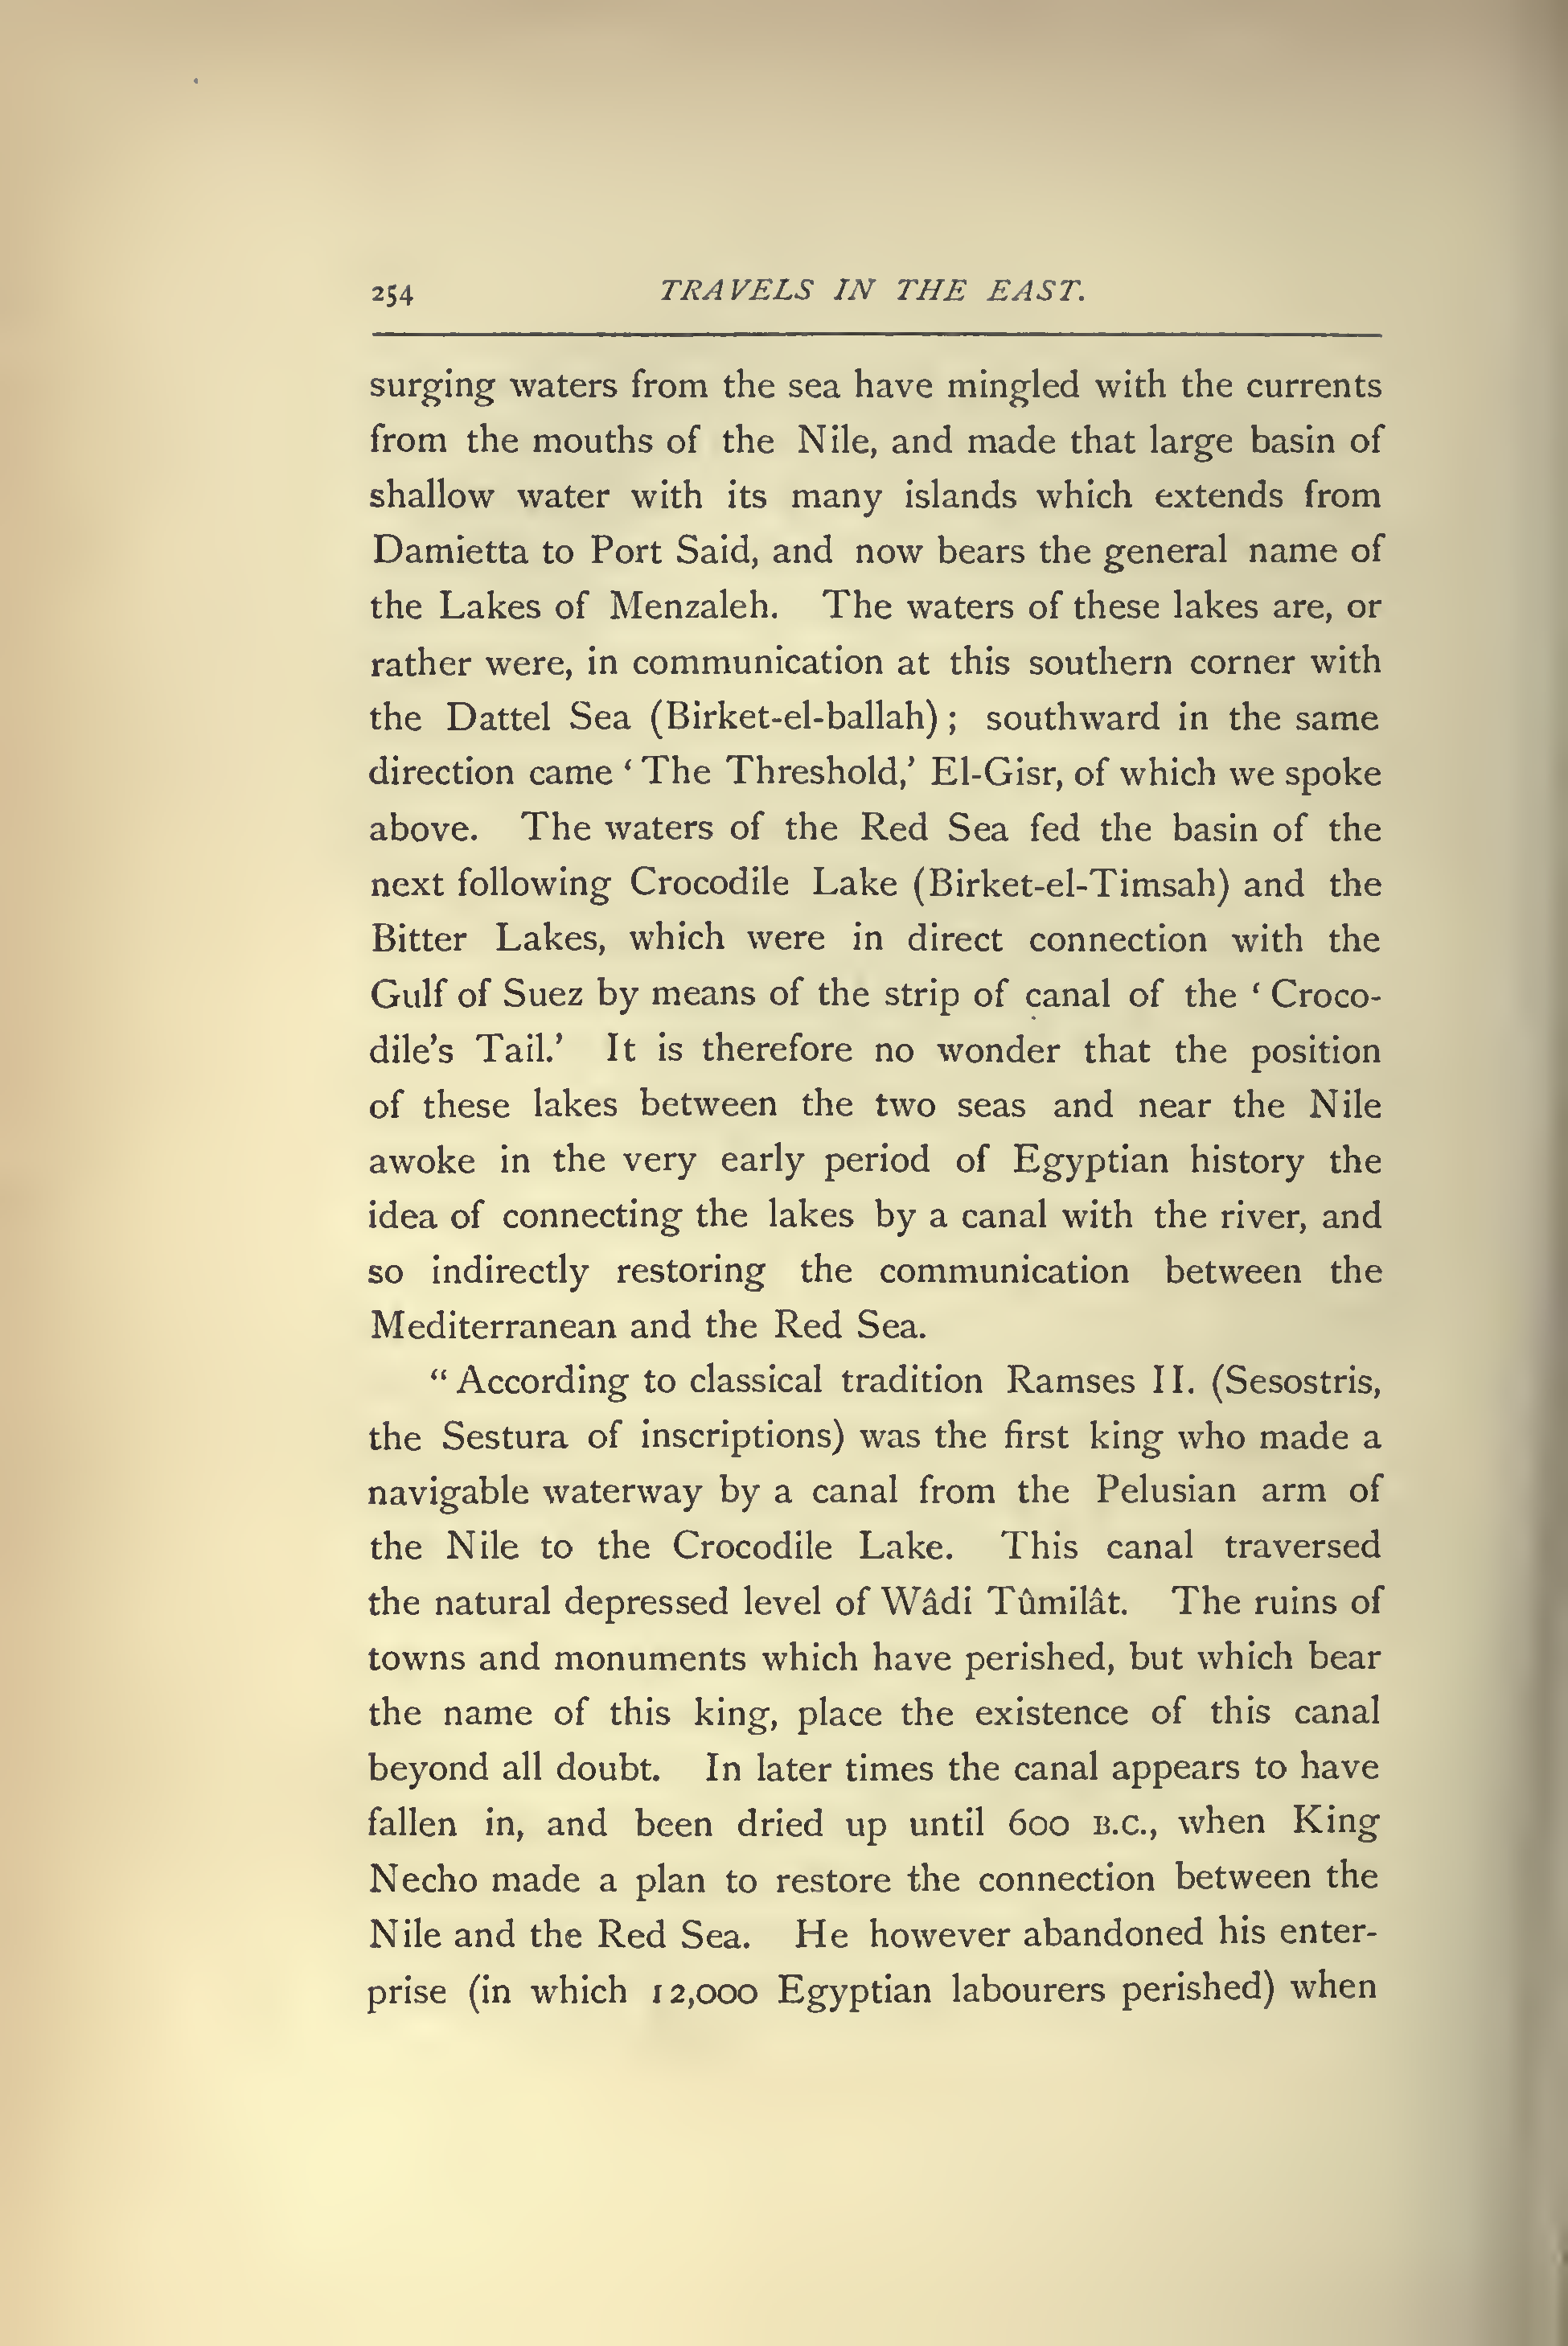 254 TRAVELS IN THE EAST.
surging waters from the sea have mingled with the currents
from the mouths of the Nile, and made that large basin of
shallow water with its many islands which extends from
Damietta to Port Said, and now bears the general name of
the Lakes of Menzaleh. The waters of these lakes are, or
rather were, in communication at this southern corner with
the Dattel Sea (Birket-el-ballah) ; southward in the same
direction came ‘ The Threshold,’ El-Gisr, of which we spoke
above. The waters of the Red Sea fed the basin of the
next following Crocodile Lake (Birket-el-Timsah) and the
Bitter Lakes, which were in direct connection with the
Gulf of Suez by means of the strip of canal of the ‘ Croco-
dile’s Tail.’ It is therefore no wonder that the position
of these lakes between the two seas and near the Nile
awoke in the very early period of Egyptian history the
idea of connecting the lakes by a canal with the river, and
so indirectly restoring the communication between the
Mediterranean and the Red Sea.
“ According to classical tradition Ramses II. (Sesostris,
the Sestura of inscriptions) was the first king who made a
navigable waterway by a canal from the Pelusian arm of
the Nile to the Crocodile Lake. This canal traversed
the natural depressed level of Wâdi Tûmilât. The ruins of
towns and monuments which have perished, but which bear
the name of this king, place the existence of this canal
beyond all doubt. In later times the canal appears to have
fallen in, and been dried up until 600 B.C., when King
Necho made a plan to restore the connection between the
Nile and the Red Sea. He however abandoned his enter-
prise (in which 12,000 Egyptian labourers perished) when